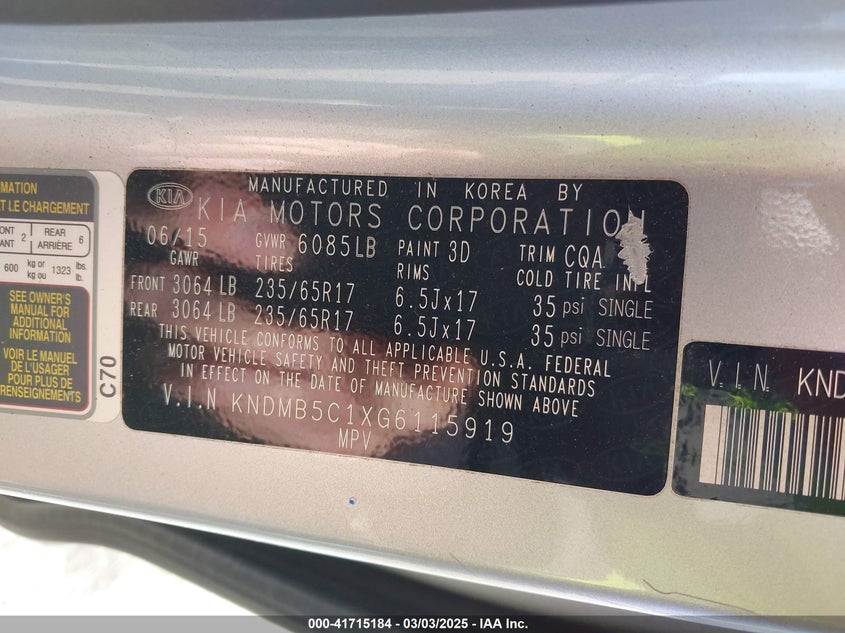 MATION
ET LE CHARGEMENT
2
REAR
ARRIÈRE
6
600
kg or
kg ou
1323
lbs.
lb.
SEE OWNER'S
MANUAL FOR
ADDITIONAL
INFORMATION
VOIR LE MANUEL
DE L'USAGER
POUR PLUS DE
RENSEIGNEMENTS
C70
KIA
MANUFACTURED IN KOREA BY
KIA MOTORS CORPORATION
06/15 GVWR 6085LB PAINT 3D TRIM CQA
GAWR TIRES RIMS COLD TIRE INFL
FRONT 3064 LB 235/65R17 6.5Jx17 35 psi SINGLE
REAR 3064 LB 235/65R17 6.5Jx17 35 psi SINGLE
THIS VEHICLE CONFORMS TO ALL APPLICABLE U.S.A. FEDERAL
MOTOR VEHICLE SAFETY AND THEFT PREVENTION STANDARDS
IN EFFECT ON THE DATE OF MANUFACTURE SHOWN ABOVE
V.I.N KNDMB5C1XG6115919
MPV
V.I.N. KND
000-41715184 - 03/03/2025 - IAA Inc.